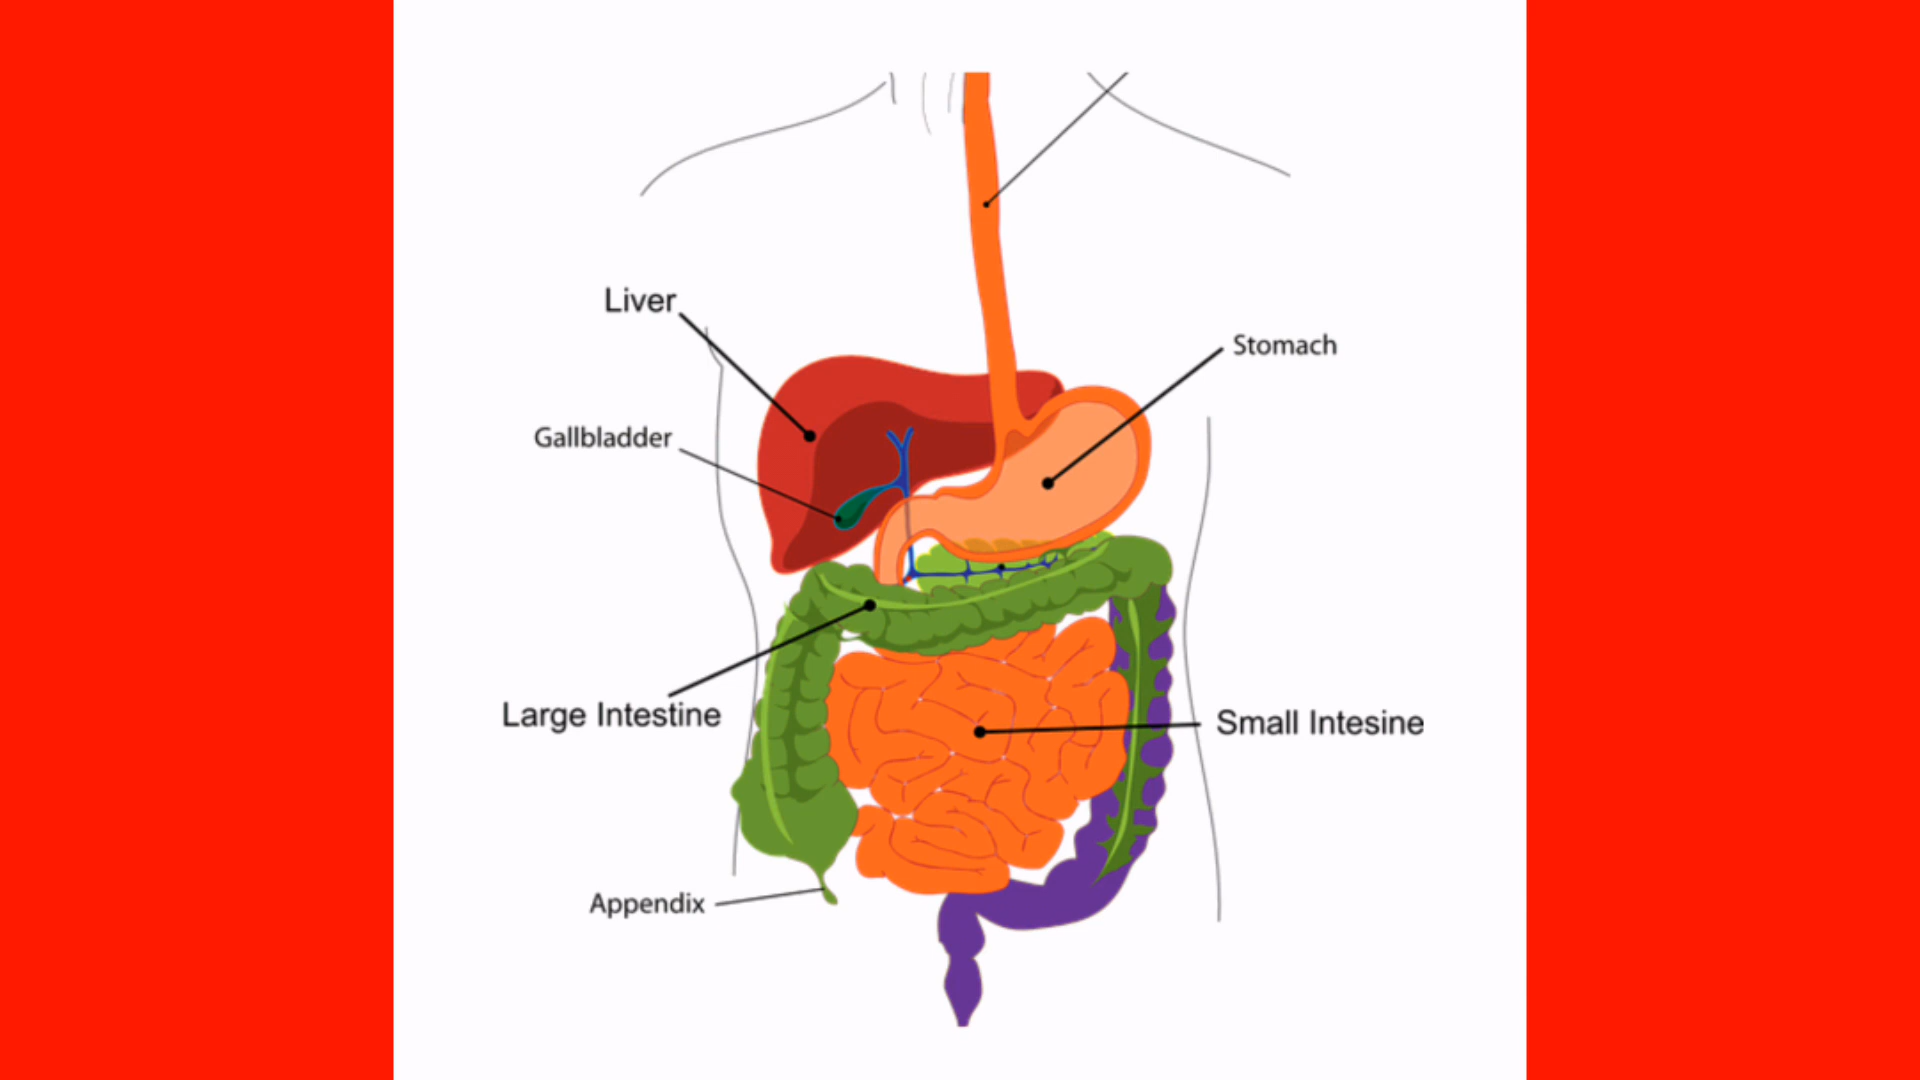 Liver
Stomach
Gallbladder
Large Intestine
Small Intesine
Appendix